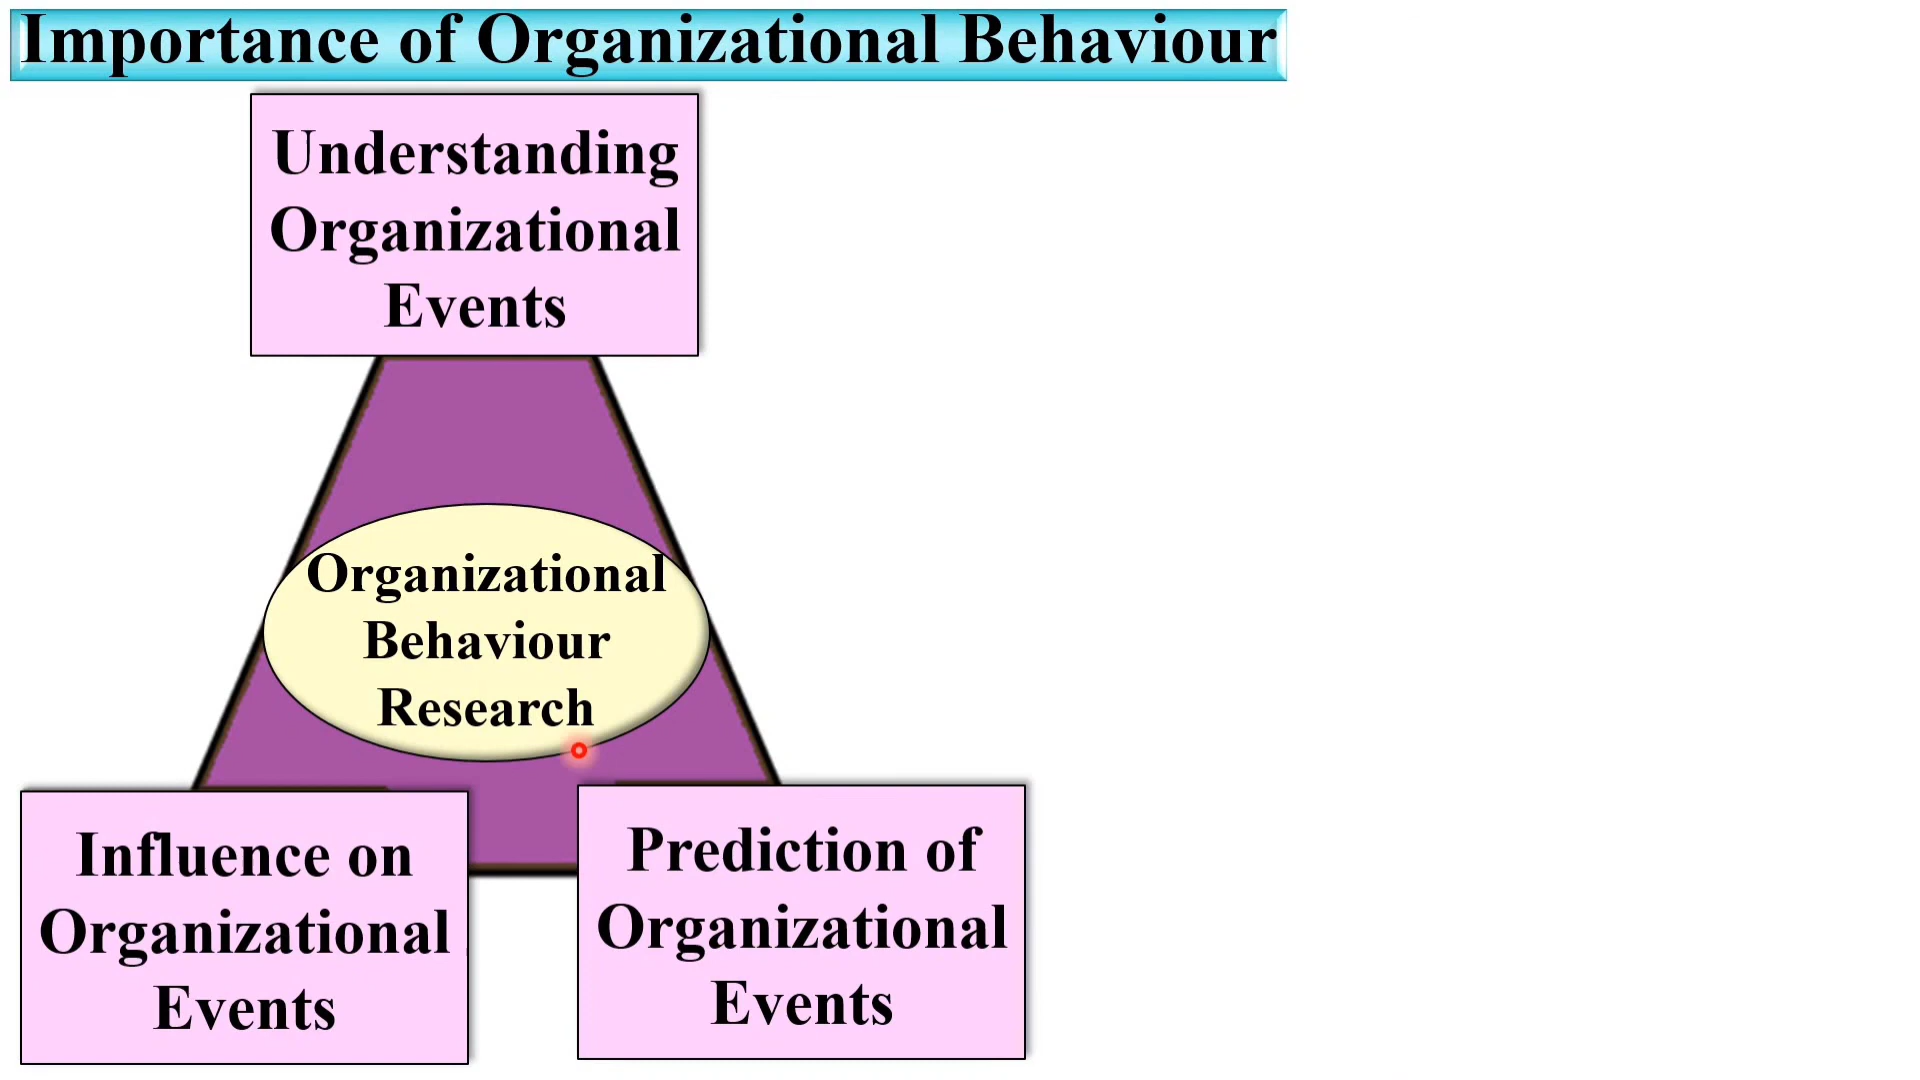 Importance of Organizational Behaviour
Understanding
Organizational
Events
Organizational
Behaviour
Research
Influence on
Organizational
Events
Prediction of
Organizational
Events